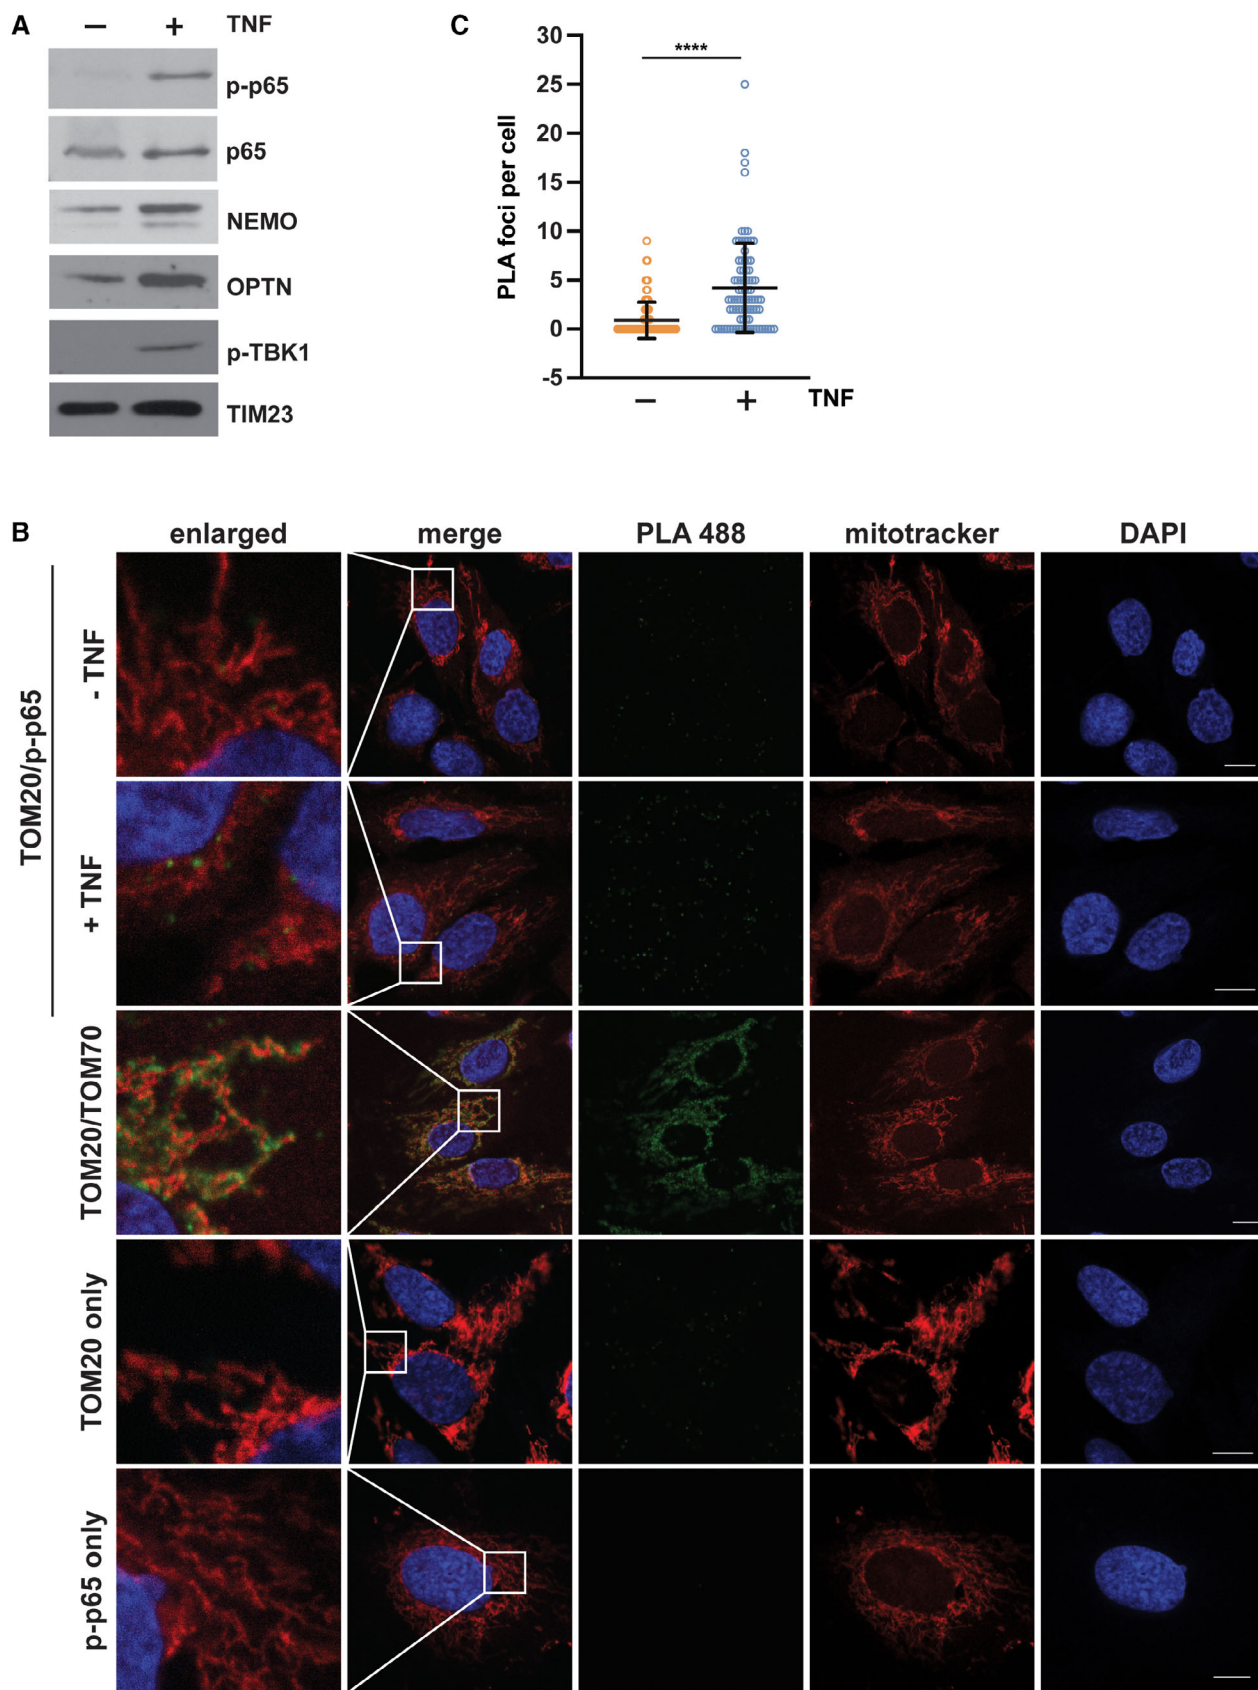 A
− + TNF
p-p65
p65
NEMO
OPTN
p-TBK1
TIM23
C
PLA foci per cell
30
25
20
15
10
5
0
-5
****
− + TNF
B
enlarged merge PLA 488 mitotracker DAPI
TOM20/p-p65
- TNF
+ TNF
TOM20/TOM70
TOM20 only
p-p65 only